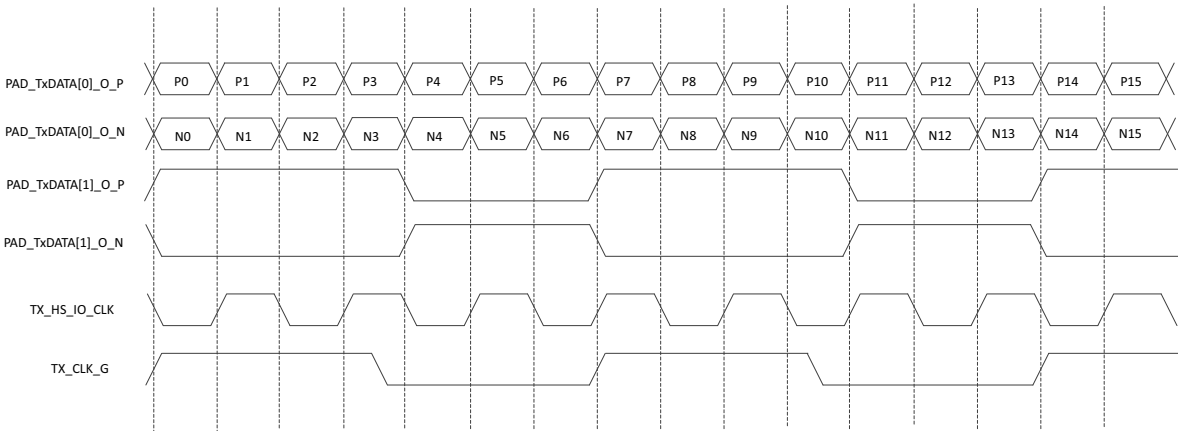 PAD_TxDATA[0]_O_P P0 P1 P2 P3 P4 P5 P6 P7 P8 P9 P10 P11 P12 P13 P14 P15
PAD_TxDATA[0]_O_N N0 N1 N2 N3 N4 N5 N6 N7 N8 N9 N10 N11 N12 N13 N14 N15
PAD_TxDATA[1]_O_P
PAD_TxDATA[1]_O_N
TX_HS_IO_CLK
TX_CLK_G